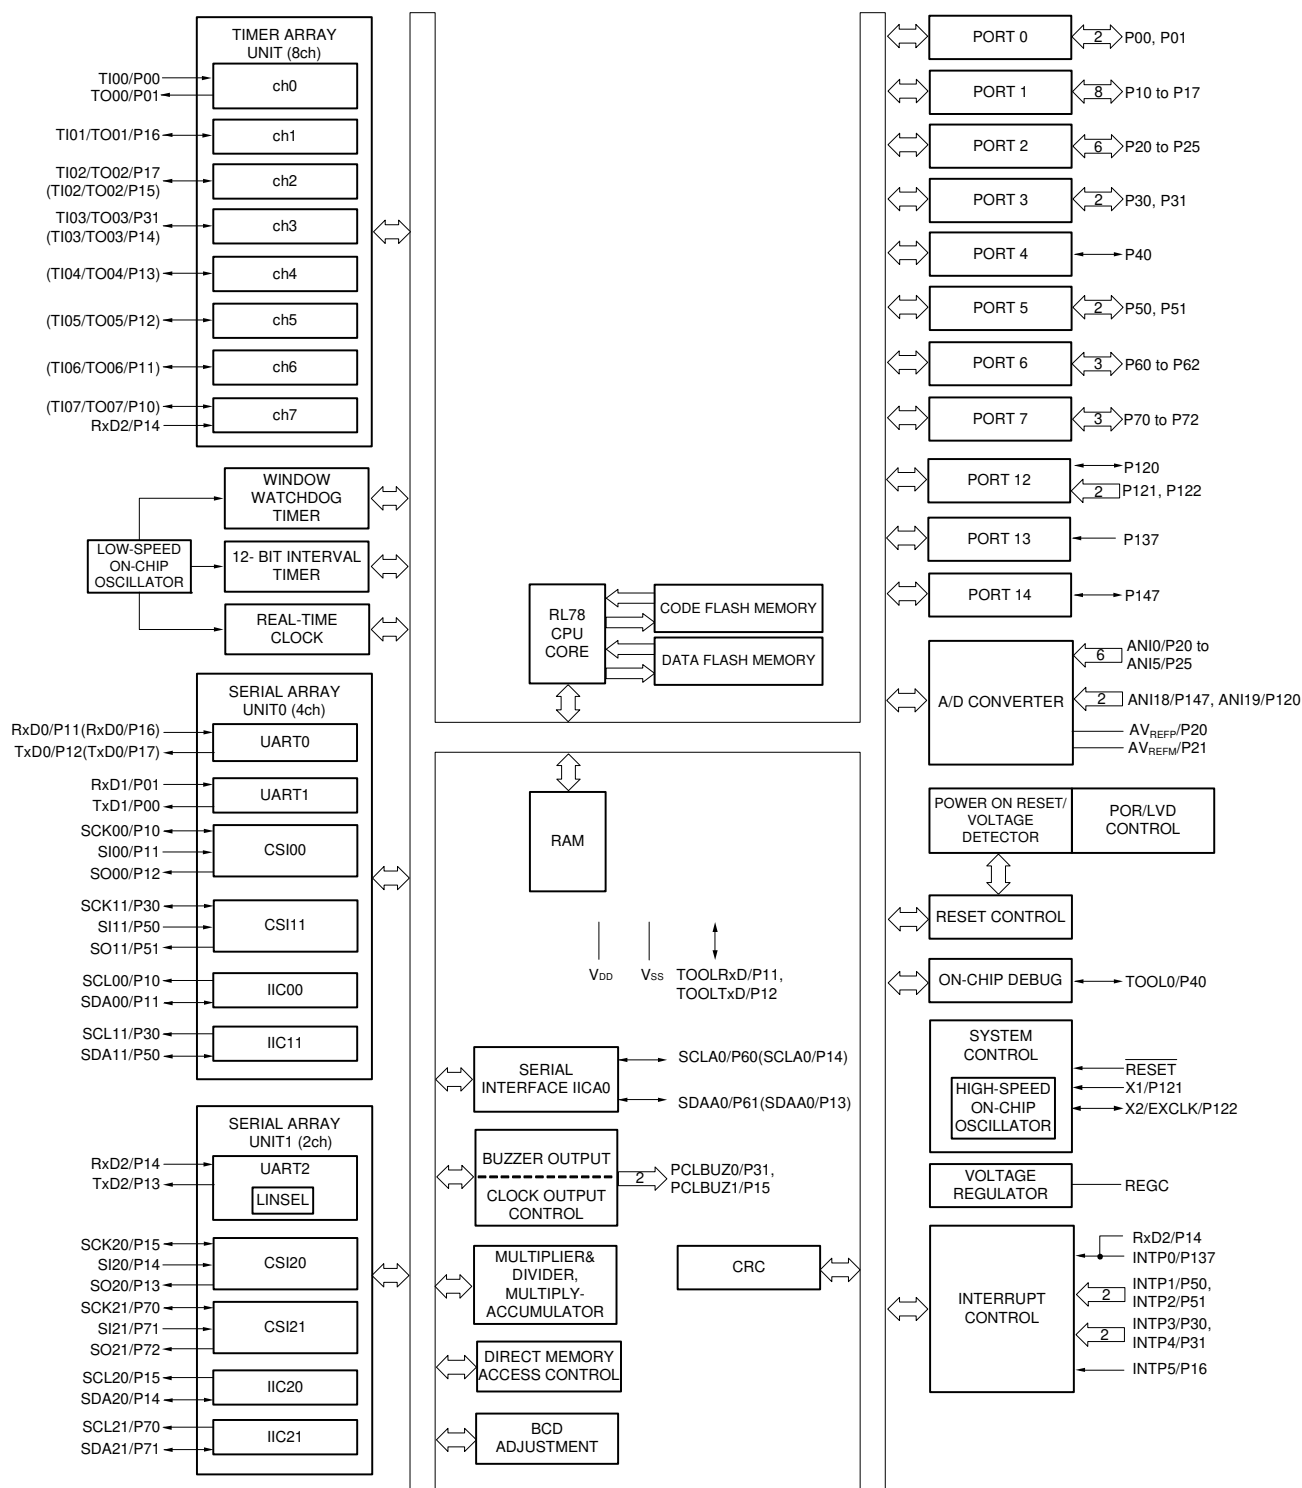 TIMER ARRAY
UNIT (8ch)
TI00/P00
TO00/P01
ch0
TI01/TO01/P16
ch1
TI02/TO02/P17
(TI02/TO02/P15)
ch2
TI03/TO03/P31
(TI03/TO03/P14)
ch3
(TI04/TO04/P13)
ch4
(TI05/TO05/P12)
ch5
(TI06/TO06/P11)
ch6
(TI07/TO07/P10)
RxD2/P14
ch7
WINDOW
WATCHDOG
TIMER
LOW-SPEED
ON-CHIP
OSCILLATOR
12- BIT INTERVAL
TIMER
REAL-TIME
CLOCK
SERIAL ARRAY
UNIT0 (4ch)
RxD0/P11(RxD0/P16)
TxD0/P12(TxD0/P17)
UART0
RxD1/P01
TxD1/P00
UART1
SCK00/P10
SI00/P11
SO00/P12
CSI00
SCK11/P30
SI11/P50
SO11/P51
CSI11
SCL00/P10
SDA00/P11
IIC00
SCL11/P30
SDA11/P50
IIC11
SERIAL ARRAY
UNIT1 (2ch)
RxD2/P14
TxD2/P13
UART2
LINSEL
SCK20/P15
SI20/P14
SO20/P13
CSI20
SCK21/P70
SI21/P71
SO21/P72
CSI21
SCL20/P15
SDA20/P14
IIC20
SCL21/P70
SDA21/P71
IIC21
RL78
CPU
CORE
CODE FLASH MEMORY
DATA FLASH MEMORY
RAM
VDD
VSS
TOOLRxD/P11,
TOOLTxD/P12
SERIAL
INTERFACE IICA0
SCLA0/P60(SCLA0/P14)
SDAA0/P61(SDAA0/P13)
BUZZER OUTPUT
CLOCK OUTPUT
CONTROL
2
PCLBUZ0/P31,
PCLBUZ1/P15
MULTIPLIER&
DIVIDER,
MULTIPLY-
ACCUMULATOR
CRC
DIRECT MEMORY
ACCESS CONTROL
BCD
ADJUSTMENT
PORT 0
2
P00, P01
PORT 1
8
P10 to P17
PORT 2
6
P20 to P25
PORT 3
2
P30, P31
PORT 4
P40
PORT 5
2
P50, P51
PORT 6
3
P60 to P62
PORT 7
3
P70 to P72
PORT 12
P120
2
P121, P122
PORT 13
P137
PORT 14
P147
A/D CONVERTER
6
ANI0/P20 to
ANI5/P25
2
ANI18/P147, ANI19/P120
AVREFP/P20
AVREFM/P21
POWER ON RESET/
VOLTAGE
DETECTOR
POR/LVD
CONTROL
RESET CONTROL
ON-CHIP DEBUG
TOOL0/P40
SYSTEM
CONTROL
HIGH-SPEED
ON-CHIP
OSCILLATOR
RESET
X1/P121
X2/EXCLK/P122
VOLTAGE
REGULATOR
REGC
INTERRUPT
CONTROL
RxD2/P14
INTP0/P137
2
INTP1/P50,
INTP2/P51
2
INTP3/P30,
INTP4/P31
INTP5/P16